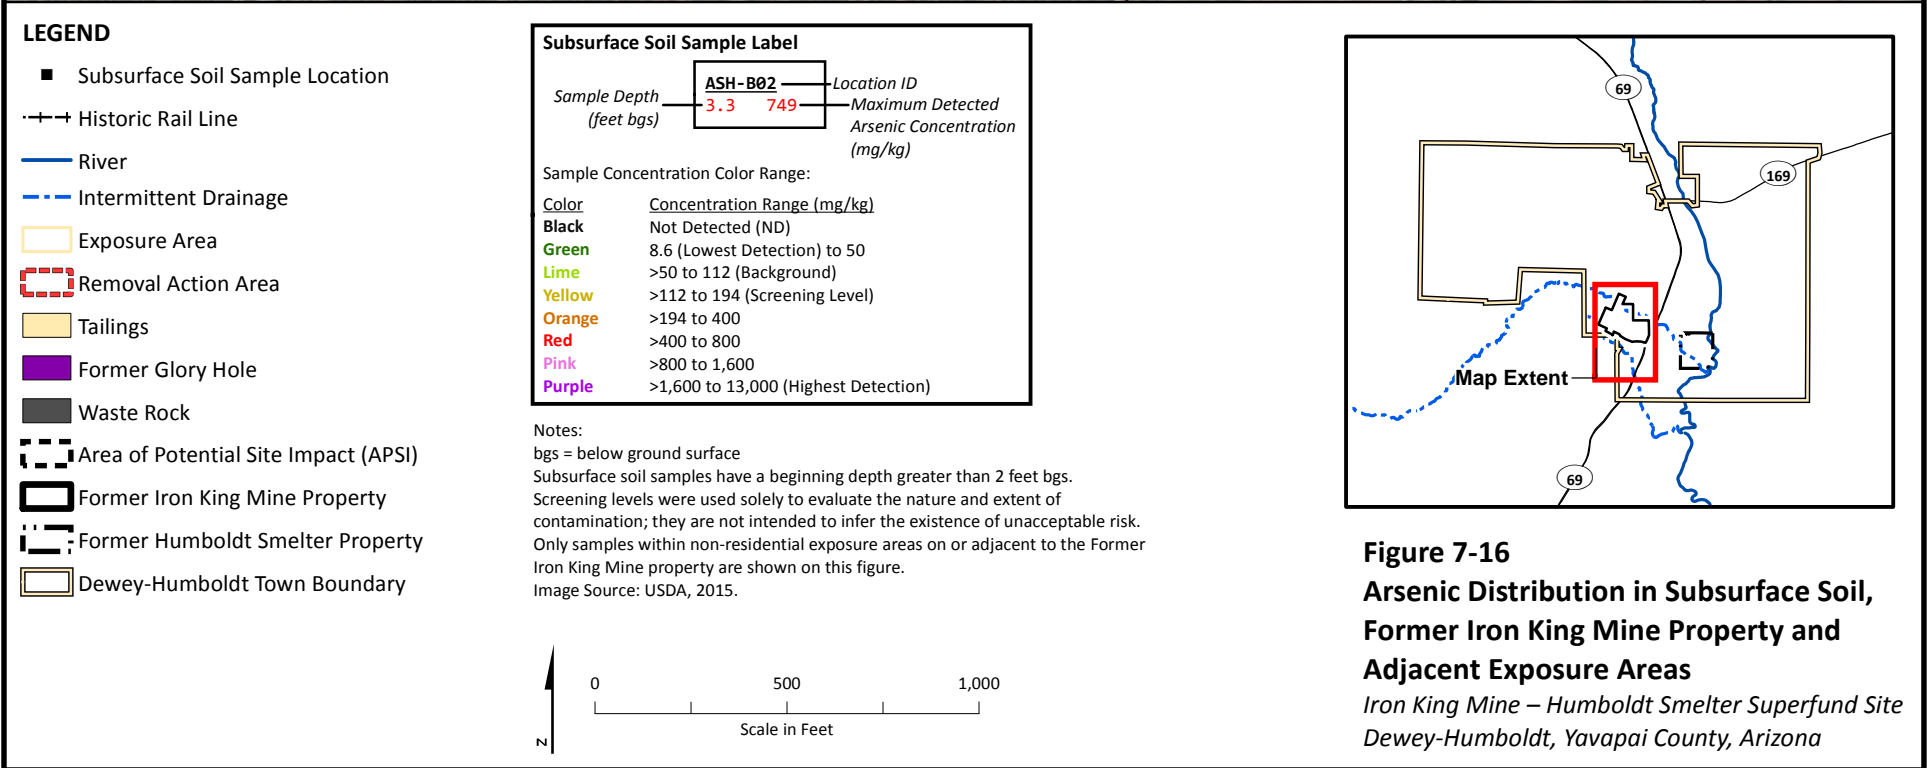 LEGEND
Subsurface Soil Sample Location
Historic Rail Line
River
Intermittent Drainage
Exposure Area
Removal Action Area
Tailings
Former Glory Hole
Waste Rock
Area of Potential Site Impact (APSI)
Former Iron King Mine Property
Former Humboldt Smelter Property
Dewey-Humboldt Town Boundary
Subsurface Soil Sample Label
Sample Depth
(feet bgs)
ASH-B02
3.3 749
Location ID
Maximum Detected
Arsenic Concentration
(mg/kg)
Sample Concentration Color Range:
Color Concentration Range (mg/kg)
Black Not Detected (ND)
Green 8.6 (Lowest Detection) to 50
Lime >50 to 112 (Background)
Yellow >112 to 194 (Screening Level)
Orange >194 to 400
Red >400 to 800
Pink >800 to 1,600
Purple >1,600 to 13,000 (Highest Detection)
Notes:
bgs = below ground surface
Subsurface soil samples have a beginning depth greater than 2 feet bgs.
Screening levels were used solely to evaluate the nature and extent of
contamination; they are not intended to infer the existence of unacceptable risk.
Only samples within non-residential exposure areas on or adjacent to the Former
Iron King Mine property are shown on this figure.
Image Source: USDA, 2015.
N
0 500 1,000
Scale in Feet
69
169
Map Extent
69
Figure 7-16
Arsenic Distribution in Subsurface Soil,
Former Iron King Mine Property and
Adjacent Exposure Areas
Iron King Mine – Humboldt Smelter Superfund Site
Dewey-Humboldt, Yavapai County, Arizona